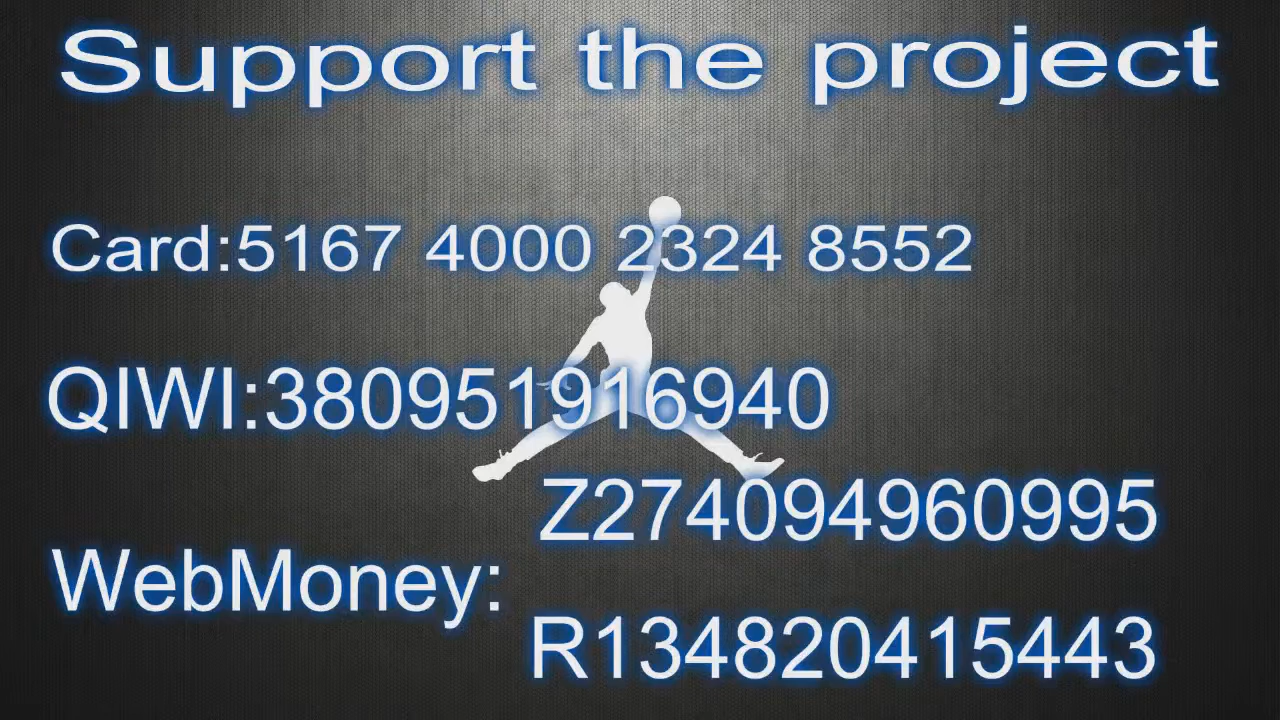 Support the project
Card:5167 4000 2324 8552
QIWI:380951916940
Z274094960995
WebMoney:
R134820415443